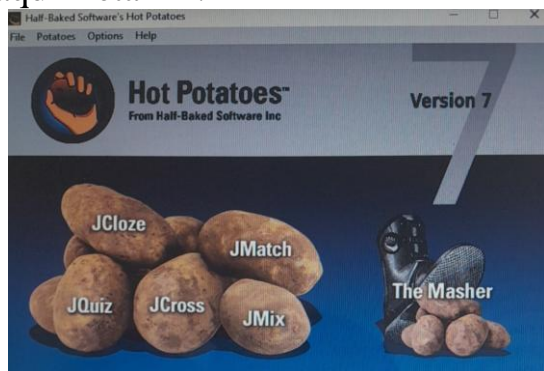 Half-Baked Software's Hot Potatoes
File Potatoes Options Help
Hot Potatoes™
From Half-Baked Software Inc
Version 7
7
JCloze
JMatch
JQuiz
JCross
JMix
The Masher